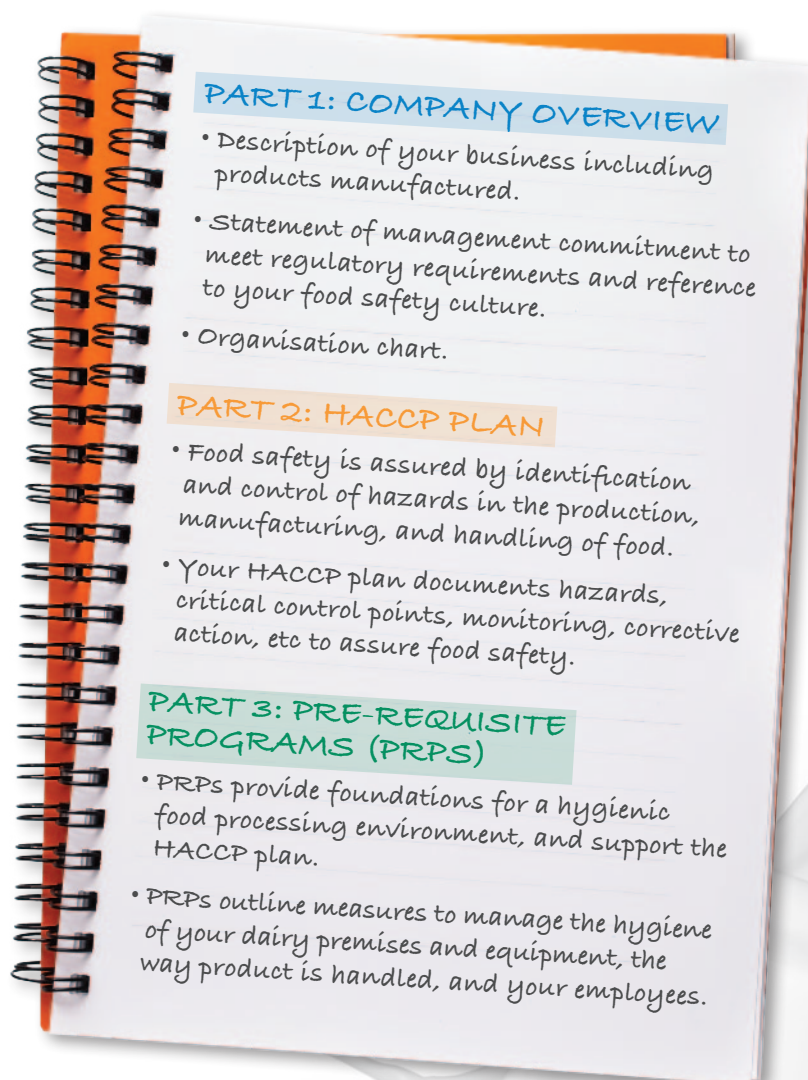 PART 1: COMPANY OVERVIEW
• Description of your business including
products manufactured.
• Statement of management commitment to
meet regulatory requirements and reference
to your food safety culture.
• Organisation chart.
PART 2: HACCP PLAN
• Food safety is assured by identification
and control of hazards in the production,
manufacturing, and handling of food.
• Your HACCP plan documents hazards,
critical control points, monitoring, corrective
action, etc to assure food safety.
PART 3: PRE-REQUISITE
PROGRAMS (PRPS)
• PRPs provide foundations for a hygienic
food processing environment, and support the
HACCP plan.
• PRPs outline measures to manage the hygiene
of your dairy premises and equipment, the
way product is handled, and your employees.